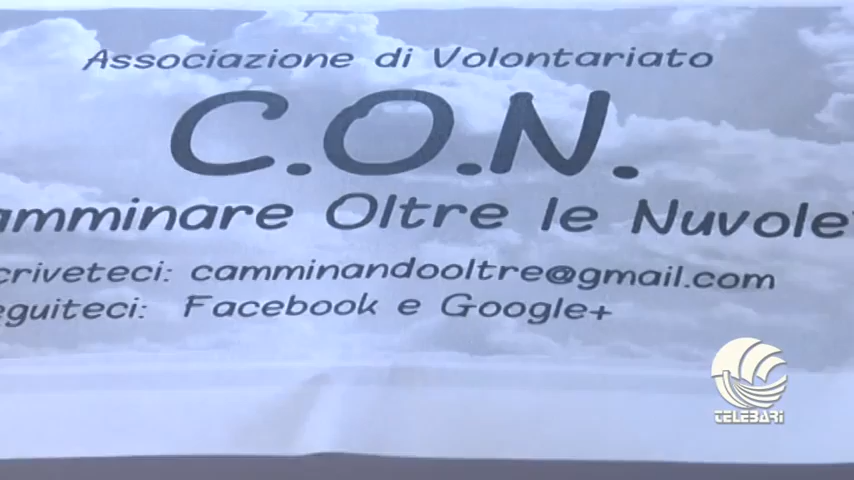 Associazione di Volontariato
C.O.N.
amminare Oltre le Nuvole"
criveteci: camminandooltre@gmail.com
eguiteci: Facebook e Google+
TELEBARI